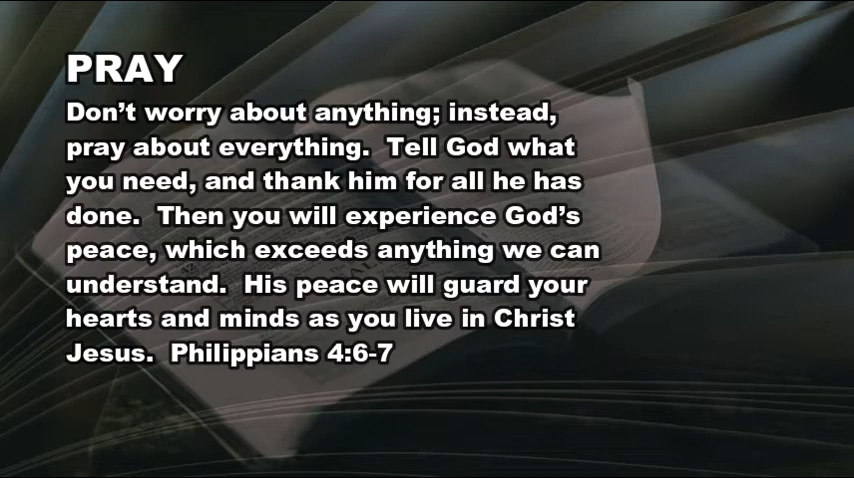 PRAY
Don’t worry about anything; instead,
pray about everything.  Tell God what
you need, and thank him for all he has
done.  Then you will experience God’s
peace, which exceeds anything we can
understand.  His peace will guard your
hearts and minds as you live in Christ
Jesus.  Philippians 4:6-7